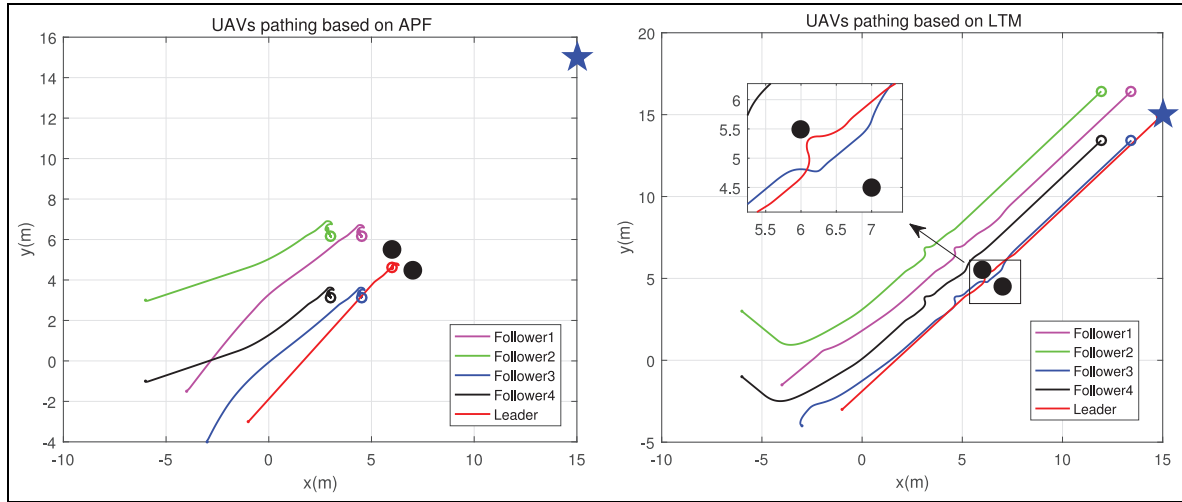 UAVs pathing based on APF
16
14
12
10
8
6
4
2
0
-2
-4
y(m)
-10
-5
0
5
10
15
x(m)
Follower1
Follower2
Follower3
Follower4
Leader
UAVs pathing based on LTM
20
15
10
5
0
-5
y(m)
-10
-5
0
5
10
15
x(m)
6
5.5
5
4.5
5.5
6
6.5
7
Follower1
Follower2
Follower3
Follower4
Leader